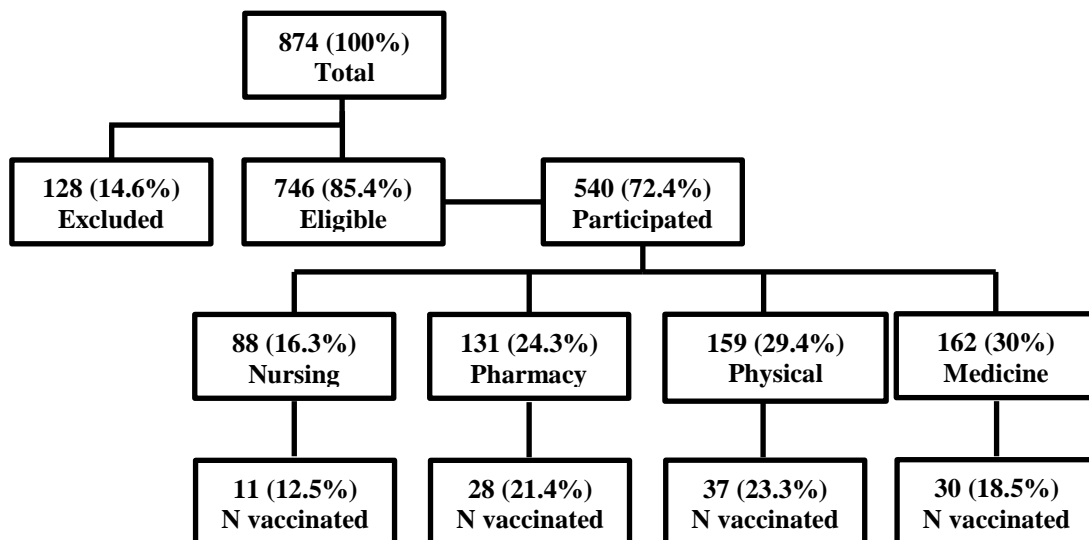 874 (100%)
Total
128 (14.6%)
Excluded
746 (85.4%)
Eligible
540 (72.4%)
Participated
88 (16.3%)
Nursing
131 (24.3%)
Pharmacy
159 (29.4%)
Physical
162 (30%)
Medicine
11 (12.5%)
N vaccinated
28 (21.4%)
N vaccinated
37 (23.3%)
N vaccinated
30 (18.5%)
N vaccinated